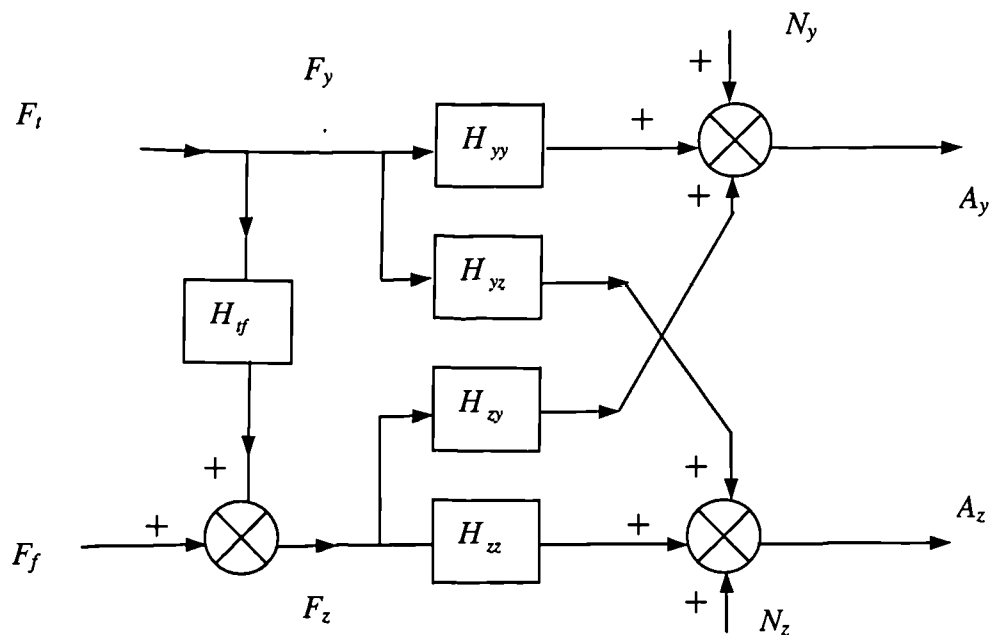 N_y
+
F_y
F_t
H_yy
+
+
A_y
H_yz
H_tf
H_zy
+
+
+
H_zz
+
A_z
F_f
F_z
+
N_z